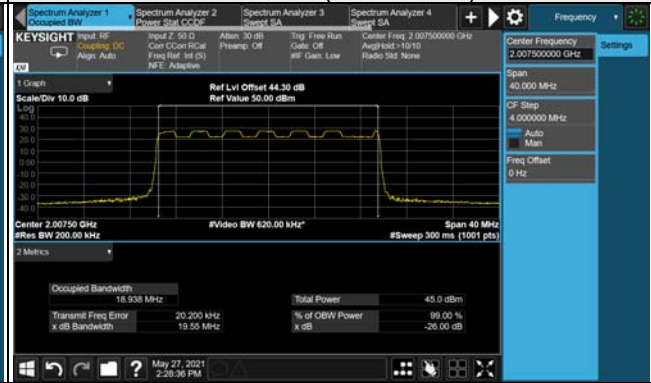 Spectrum Analyzer 1
Occupied BW
Spectrum Analyzer 2
Power Stat CCDF
Spectrum Analyzer 3
Swept SA
Spectrum Analyzer 4
Swept SA
Frequency
KEYSIGHT
Input: RF
Coupling: DC
Align: Auto
Input Z: 50 Ω
Corr CCorr RCal
Freq Ref: Int (S)
NFE: Adaptive
Atten: 30 dB
Preamp: Off
Trig: Free Run
Gate: Off
#IF Gain: Low
Center Freq: 2.007500000 GHz
Avg|Hold:>10/10
Radio Std: None
Center Frequency
2.007500000 GHz
Settings
Span
40.000 MHz
CF Step
4.000000 MHz
Auto
Man
Freq Offset
0 Hz
LXI
1 Graph
Scale/Div 10.0 dB
Ref Lvl Offset 44.30 dB
Ref Value 50.00 dBm
Log
40.0
30.0
20.0
10.0
0.00
-10.0
-20.0
-30.0
-40.0
Center 2.00750 GHz
#Res BW 200.00 kHz
#Video BW 620.00 kHz*
Span 40 MHz
#Sweep 300 ms (1001 pts)
2 Metrics
Occupied Bandwidth
18.938 MHz
Total Power
45.0 dBm
Transmit Freq Error
20.200 kHz
% of OBW Power
99.00 %
x dB Bandwidth
19.55 MHz
x dB
-26.00 dB
May 27, 2021
2:28:36 PM